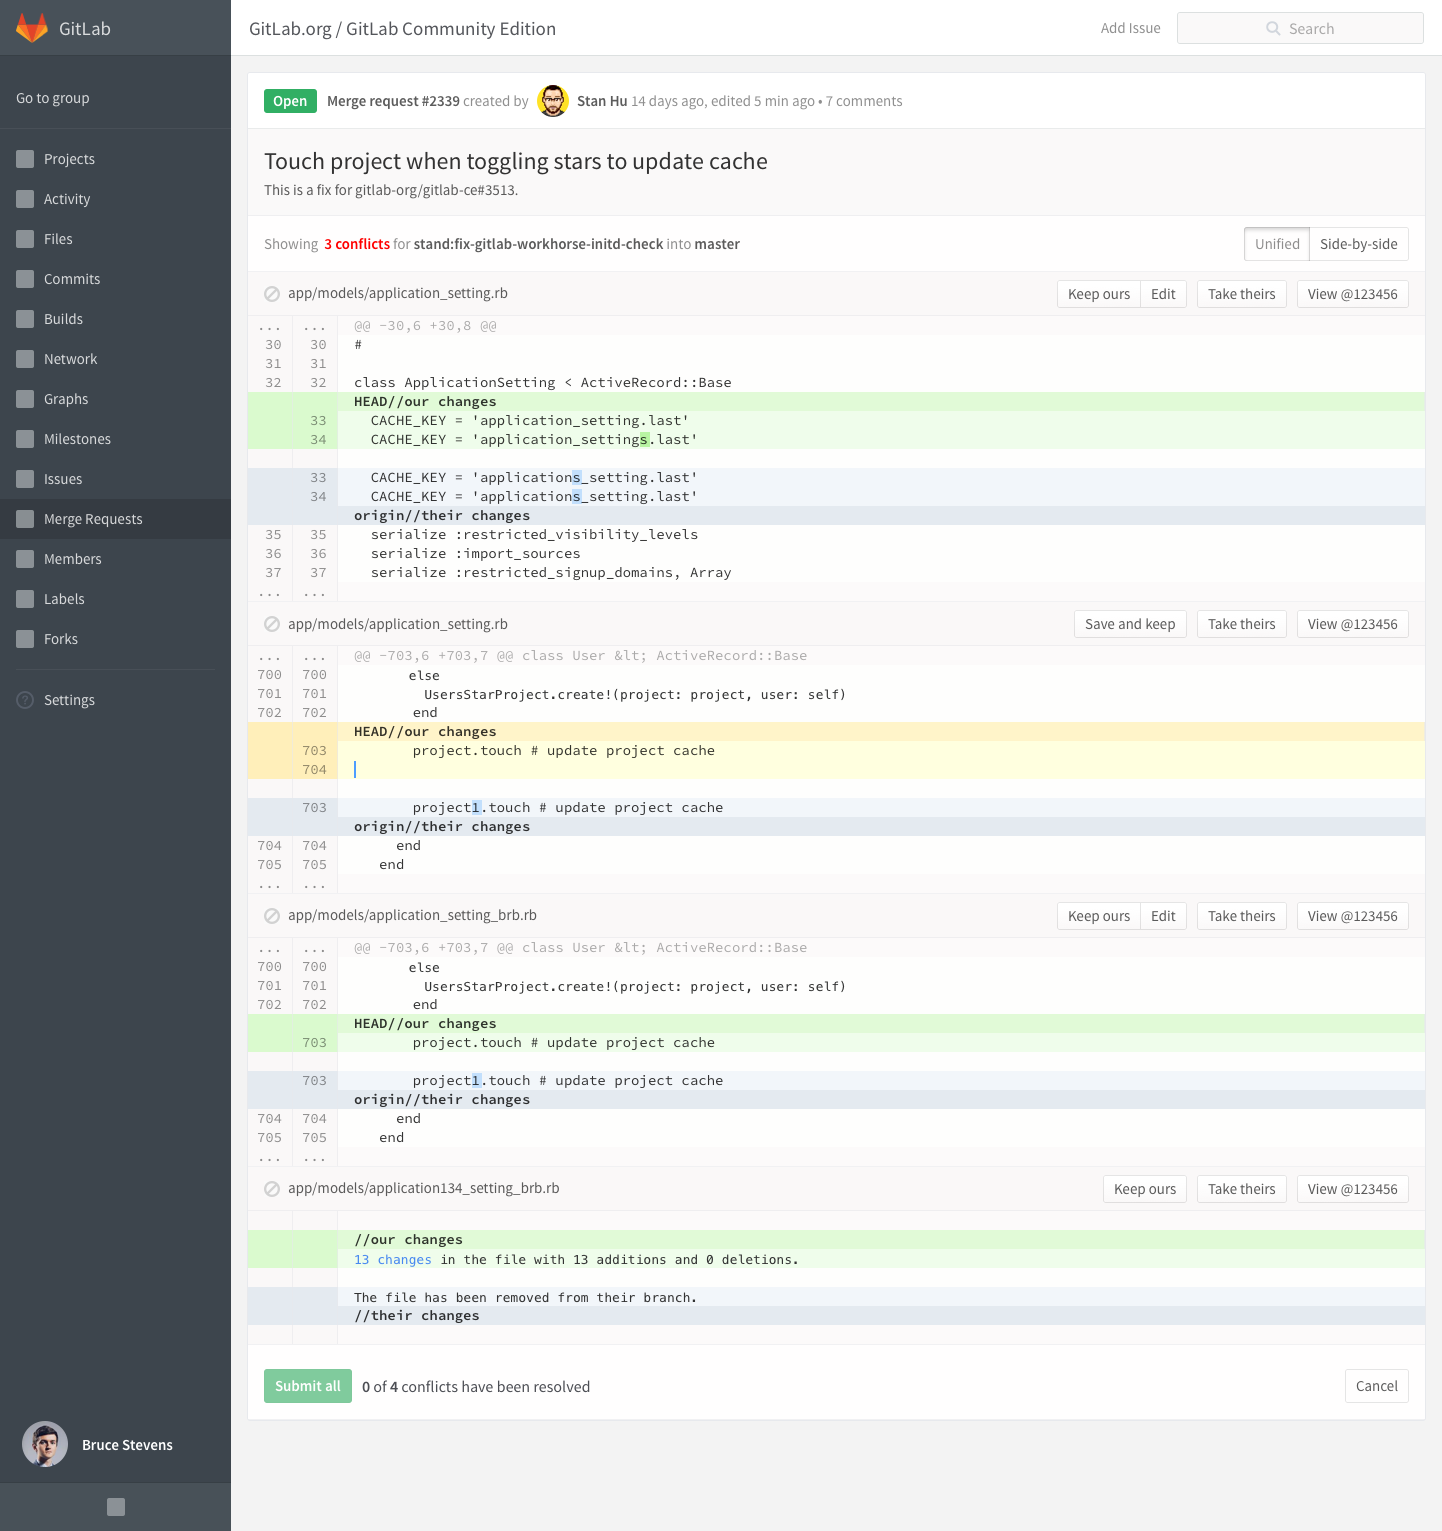 GitLab
GitLab.org / GitLab Community Edition
Add Issue
Search
Go to group
Projects
Activity
Files
Commits
Builds
Network
Graphs
Milestones
Issues
Merge Requests
Members
Labels
Forks
? Settings
Bruce Stevens
Open Merge request #2339 created by Stan Hu 14 days ago, edited 5 min ago • 7 comments
Touch project when toggling stars to update cache
This is a fix for gitlab-org/gitlab-ce#3513.
Showing 3 conflicts for stand:fix-gitlab-workhorse-initd-check into master
Unified Side-by-side
app/models/application_setting.rb Keep ours Edit Take theirs View @123456
... ... @@ -30,6 +30,8 @@
30 30 #
31 31
32 32 class ApplicationSetting < ActiveRecord::Base
HEAD//our changes
33 CACHE_KEY = 'application_setting.last'
34 CACHE_KEY = 'application_settings.last'
33 CACHE_KEY = 'applications_setting.last'
34 CACHE_KEY = 'applications_setting.last'
origin//their changes
35 35 serialize :restricted_visibility_levels
36 36 serialize :import_sources
37 37 serialize :restricted_signup_domains, Array
... ...
app/models/application_setting.rb Save and keep Take theirs View @123456
... ... @@ -703,6 +703,7 @@ class User &lt; ActiveRecord::Base
700 700 else
701 701 UsersStarProject.create!(project: project, user: self)
702 702 end
HEAD//our changes
703 project.touch # update project cache
704
703 project1.touch # update project cache
origin//their changes
704 704 end
705 705 end
... ...
app/models/application_setting_brb.rb Keep ours Edit Take theirs View @123456
... ... @@ -703,6 +703,7 @@ class User &lt; ActiveRecord::Base
700 700 else
701 701 UsersStarProject.create!(project: project, user: self)
702 702 end
HEAD//our changes
703 project.touch # update project cache
703 project1.touch # update project cache
origin//their changes
704 704 end
705 705 end
... ...
app/models/application134_setting_brb.rb Keep ours Take theirs View @123456
//our changes
13 changes in the file with 13 additions and 0 deletions.
The file has been removed from their branch.
//their changes
Submit all 0 of 4 conflicts have been resolved Cancel